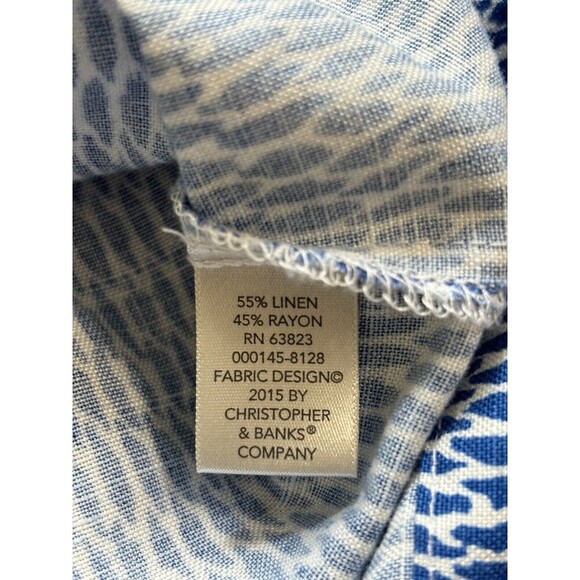 55% LINEN
45% RAYON
RN 63823
000145-8128
FABRIC DESIGN©
2015 BY
CHRISTOPHER
& BANKS®
COMPANY